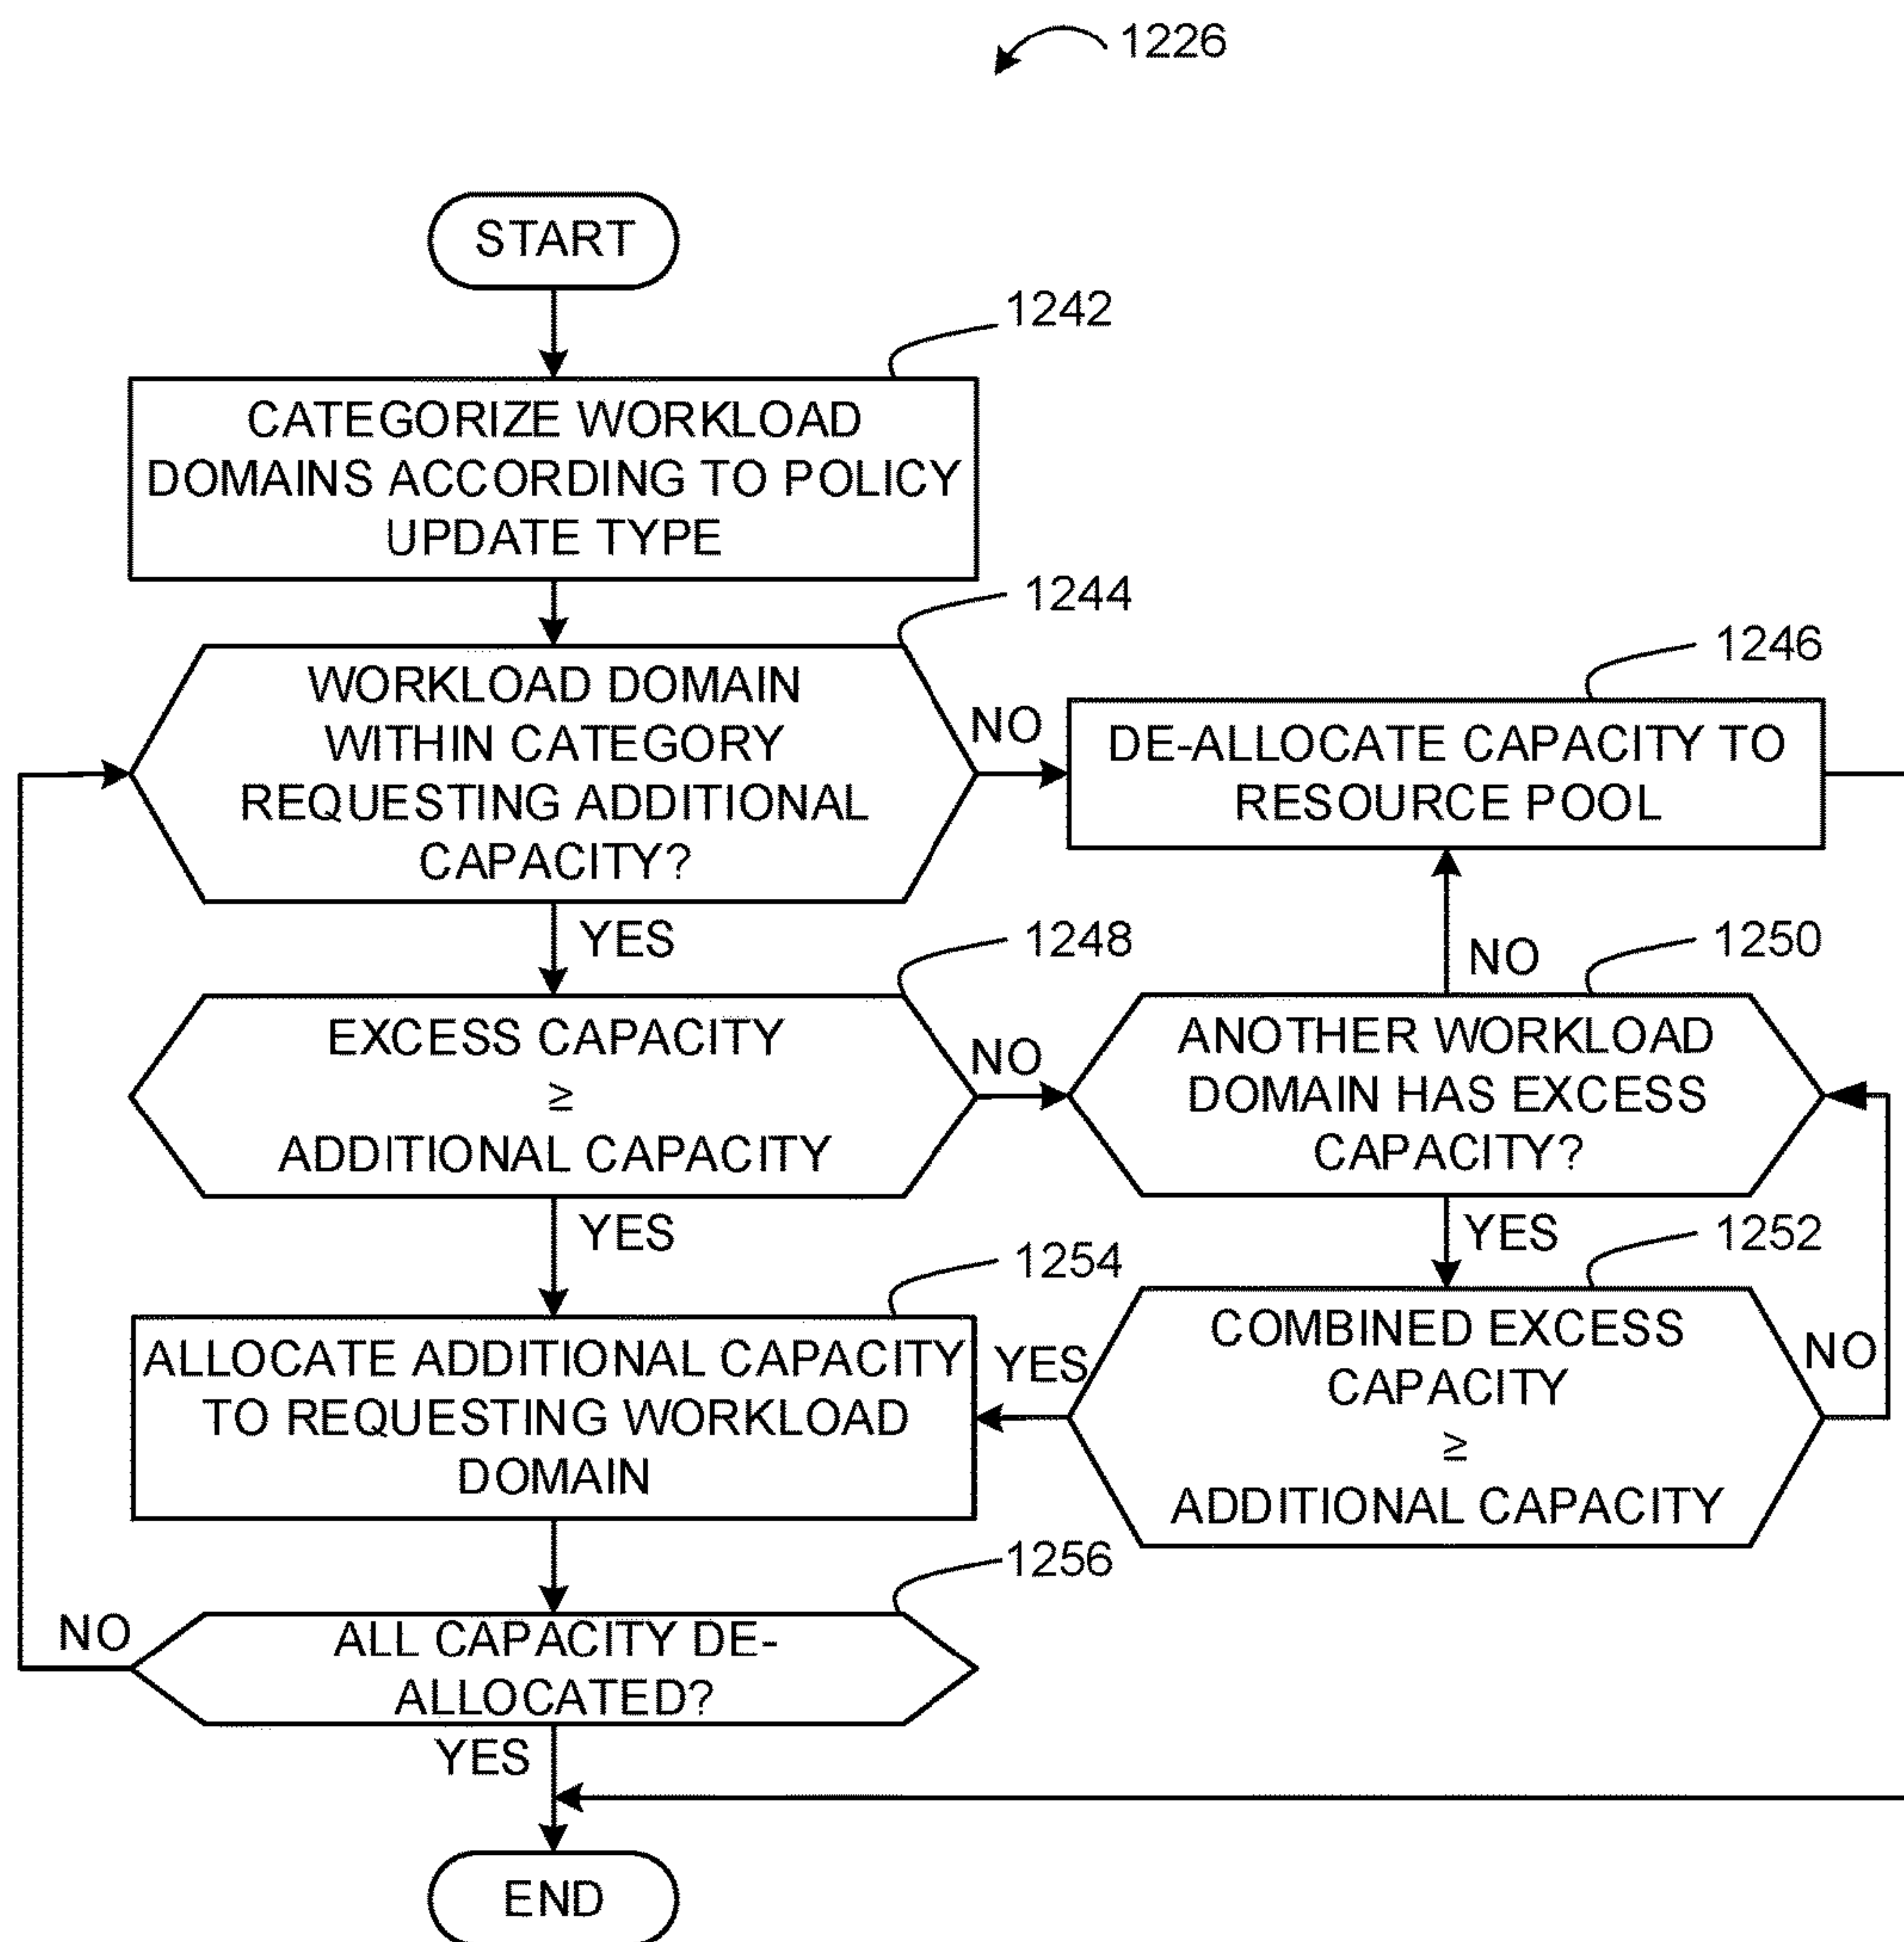 1226
START
1242
CATEGORIZE WORKLOAD
DOMAINS ACCORDING TO POLICY
UPDATE TYPE
1244
WORKLOAD DOMAIN
WITHIN CATEGORY
REQUESTING ADDITIONAL
CAPACITY?
NO
1246
DE-ALLOCATE CAPACITY TO
RESOURCE POOL
YES
1248
EXCESS CAPACITY
≥
ADDITIONAL CAPACITY
NO
NO
1250
ANOTHER WORKLOAD
DOMAIN HAS EXCESS
CAPACITY?
YES
YES
1252
COMBINED EXCESS
CAPACITY
≥
ADDITIONAL CAPACITY
NO
YES
1254
ALLOCATE ADDITIONAL CAPACITY
TO REQUESTING WORKLOAD
DOMAIN
1256
ALL CAPACITY DE-
ALLOCATED?
NO
YES
END